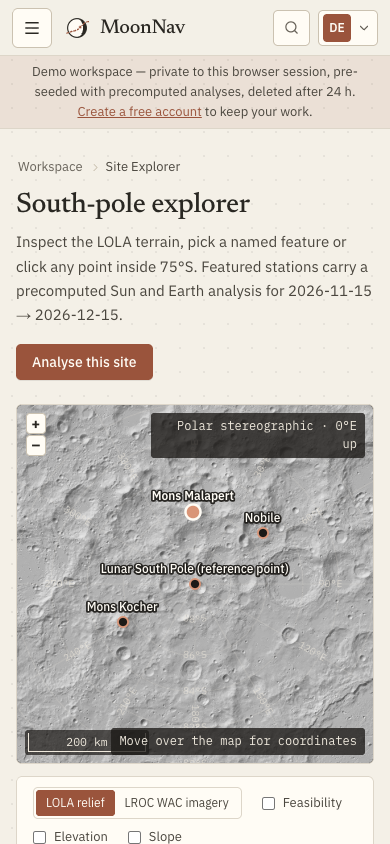 MoonNav
DE
Demo workspace — private to this browser session, pre-
seeded with precomputed analyses, deleted after 24 h.
Create a free account to keep your work.
Workspace > Site Explorer
South-pole explorer
Inspect the LOLA terrain, pick a named feature or
click any point inside 75°S. Featured stations carry a
precomputed Sun and Earth analysis for 2026-11-15
→ 2026-12-15.
Analyse this site
+
−
Polar stereographic · 0°E
up
Mons Malapert
Nobile
Lunar South Pole (reference point)
Mons Kocher
200 km
Move over the map for coordinates
LOLA relief
LROC WAC imagery
Feasibility
Elevation
Slope